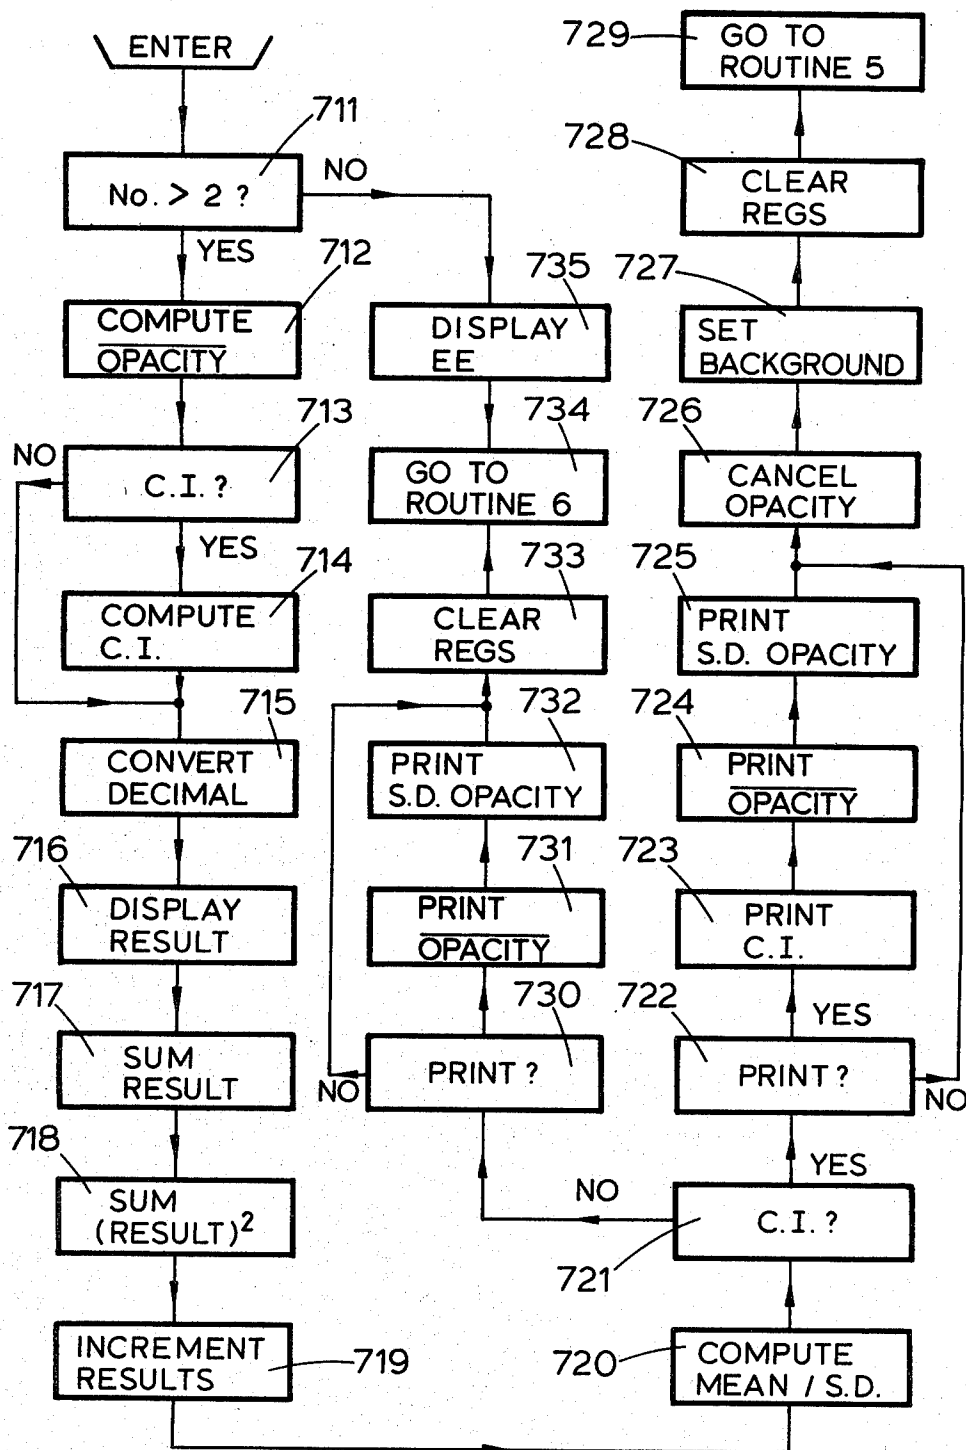 ENTER
711
No. > 2 ?
NO
YES
712
COMPUTE
OPACITY
713
NO
C.I. ?
YES
714
COMPUTE
C.I.
715
CONVERT
DECIMAL
716
DISPLAY
RESULT
717
SUM
RESULT
718
SUM
(RESULT)²
INCREMENT
RESULTS
719
735
DISPLAY
EE
734
GO TO
ROUTINE 6
733
CLEAR
REGS
732
PRINT
S.D. OPACITY
731
PRINT
OPACITY
730
PRINT ?
NO
729
GO TO
ROUTINE 5
728
CLEAR
REGS
727
SET
BACKGROUND
726
CANCEL
OPACITY
725
PRINT
S.D. OPACITY
724
PRINT
OPACITY
723
PRINT
C.I.
722
YES
PRINT ?
NO
YES
NO
C.I. ?
721
720
COMPUTE
MEAN / S.D.